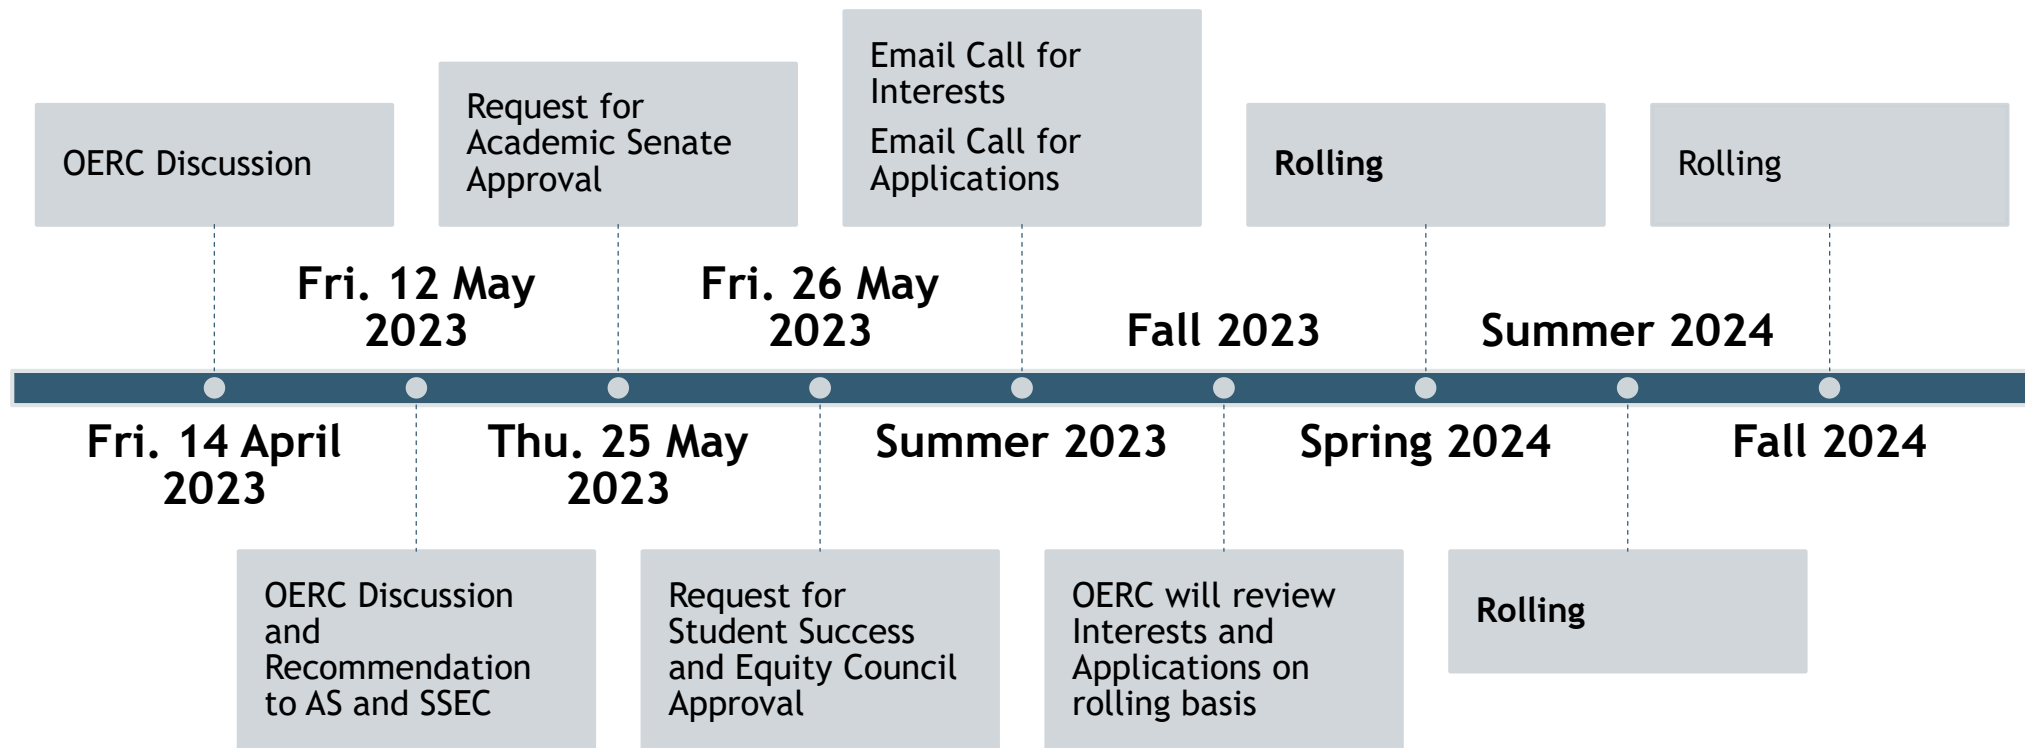 OERC Discussion
Request for
Academic Senate
Approval
Email Call for
Interests
Email Call for
Applications
Rolling
Rolling
Fri. 12 May
2023
Fri. 26 May
2023
Fall 2023
Summer 2024
Fri. 14 April
2023
Thu. 25 May
2023
Summer 2023
Spring 2024
Fall 2024
OERC Discussion
and
Recommendation
to AS and SSEC
Request for
Student Success
and Equity Council
Approval
OERC will review
Interests and
Applications on
rolling basis
Rolling